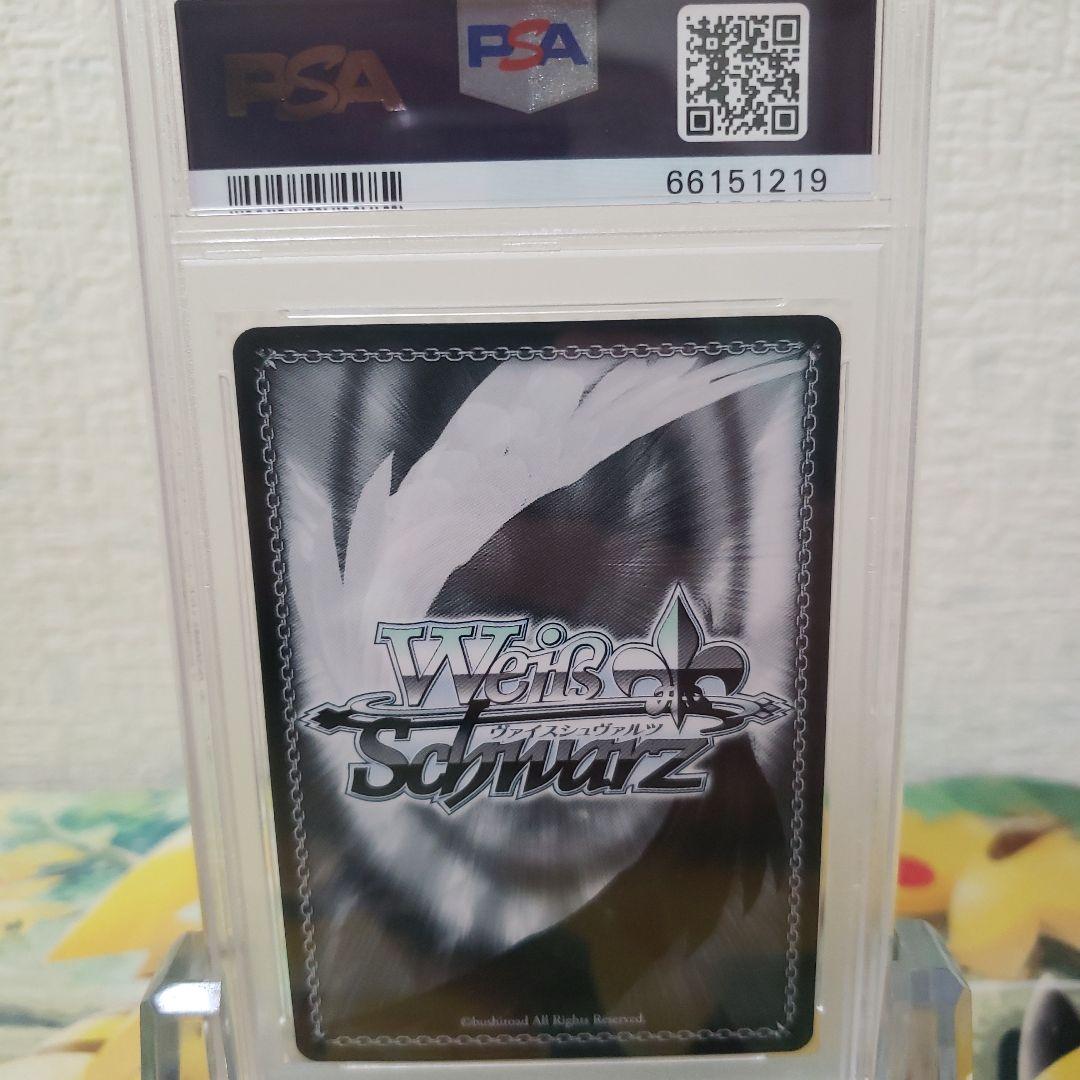 PSA
PSA
66151219
Weiß
ヴァイスシュヴァルツ
Schwarz
©bushiroad All Rights Reserved.